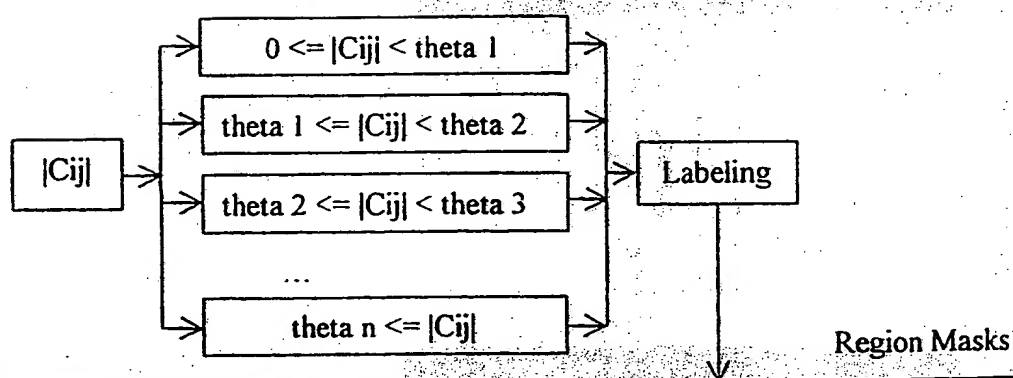 0 <= |Cij| < theta 1
theta 1 <= |Cij| < theta 2
|Cij|
Labeling
theta 2 <= |Cij| < theta 3
...
theta n <= |Cij|
Region Masks